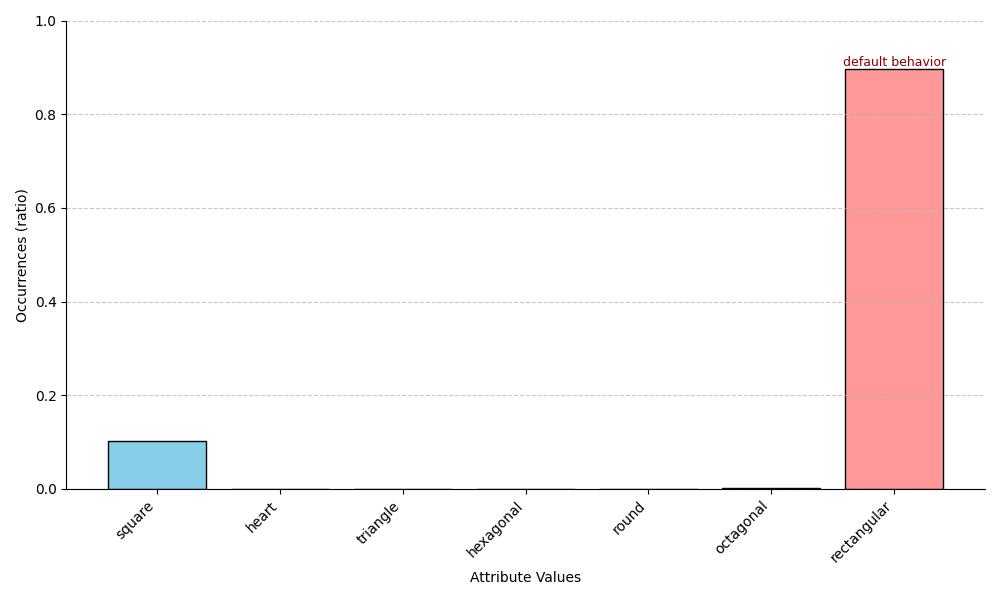 1.0
default behavior
0.8
0.6
0.4
0.2
0.0
Occurrences (ratio)
square
heart
triangle
hexagonal
round
octagonal
rectangular
Attribute Values